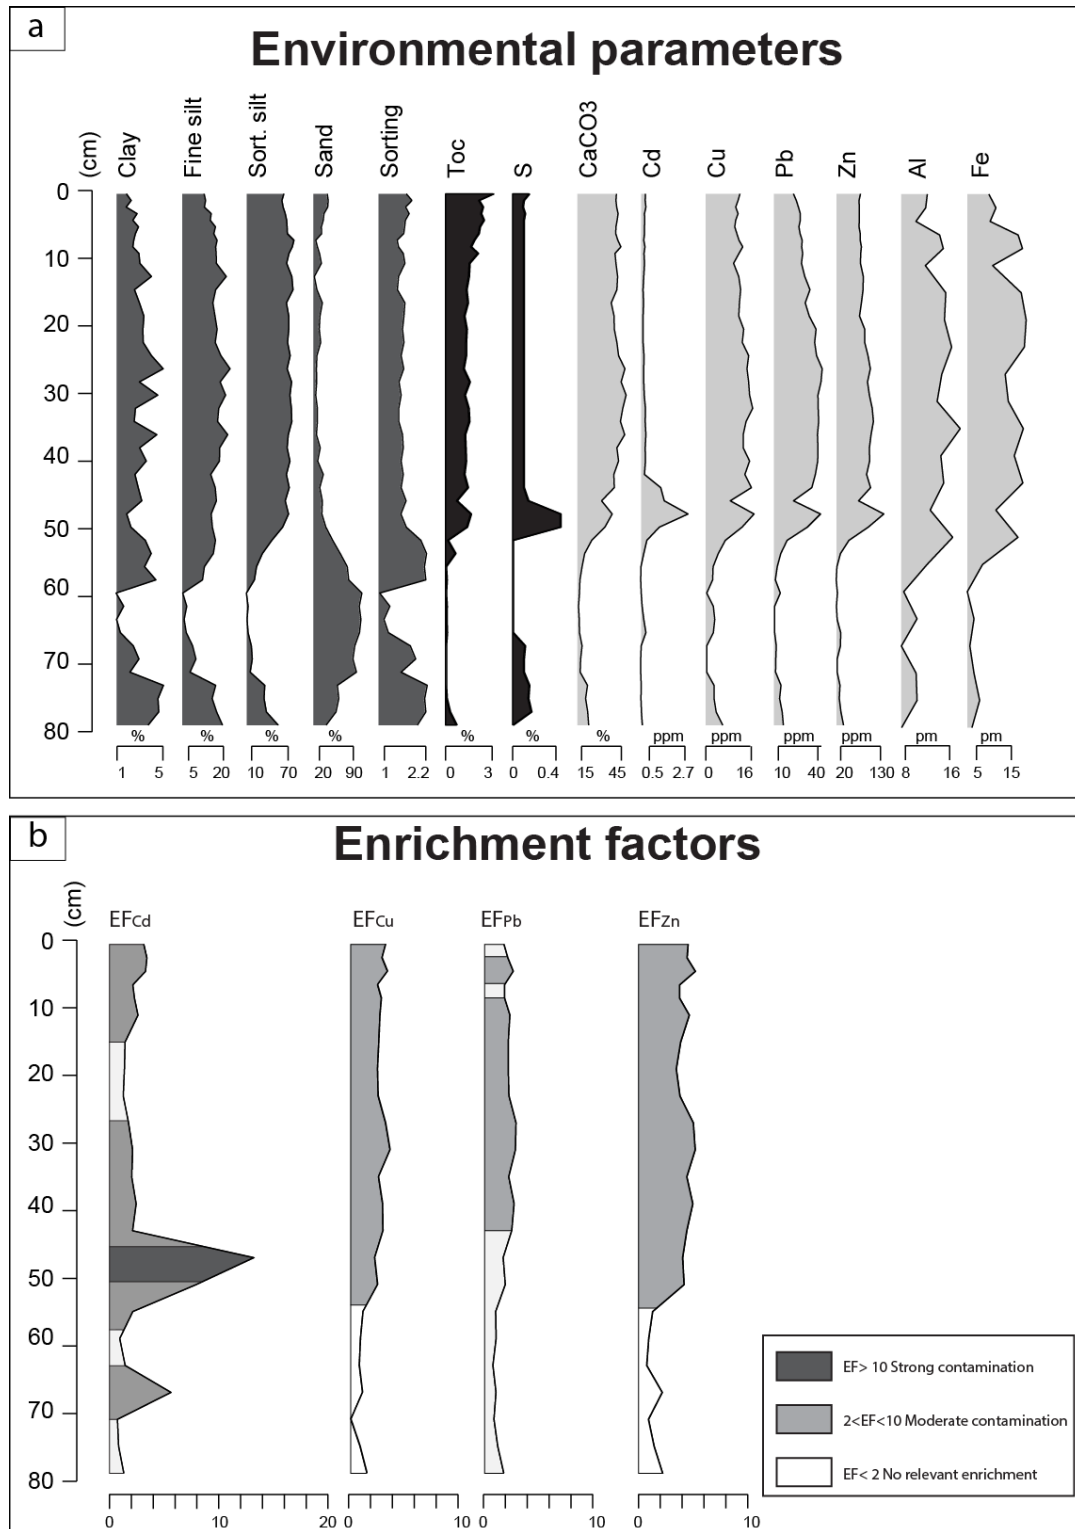 a
Environmental parameters
(cm) Clay Fine silt Sort. silt Sand Sorting Toc S CaCO3 Cd Cu Pb Zn Al Fe
0
10
20
30
40
50
60
70
80
% % % % % % % ppm ppm ppm ppm pm pm
1 5 5 20 10 70 20 90 1 2.2 0 3 0 0.4 15 45 0.5 2.7 0 16 10 40 20 130 8 16 5 15
b
Enrichment factors
(cm) EFCd EFCu EFPb EFZn
0
10
20
30
40
50
60
70
80
0 10 20 0 10 0 10 0 10
EF> 10 Strong contamination
2<EF<10 Moderate contamination
EF< 2 No relevant enrichment